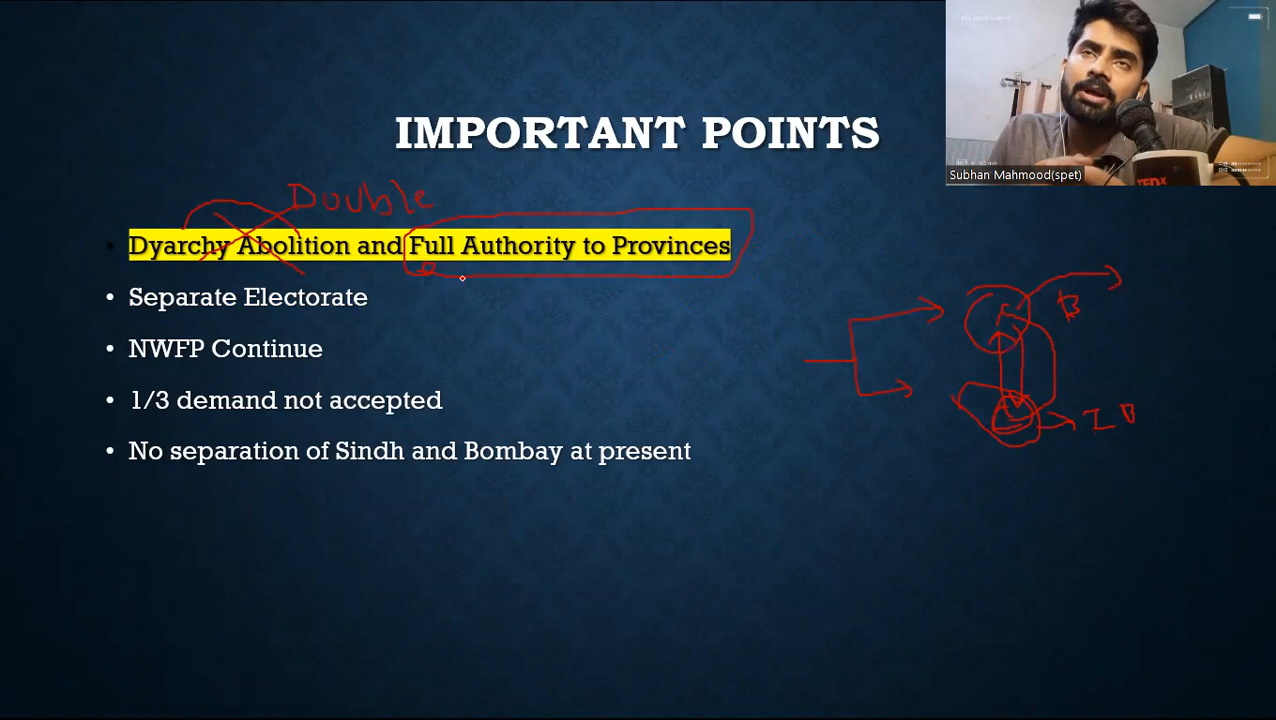 IMPORTANT POINTS
Double
Dyarchy Abolition and Full Authority to Provinces
• Separate Electorate
• NWFP Continue
• 1/3 demand not accepted
• No separation of Sindh and Bombay at present
B
I B
Subhan Mahmood(spet)
TEDx